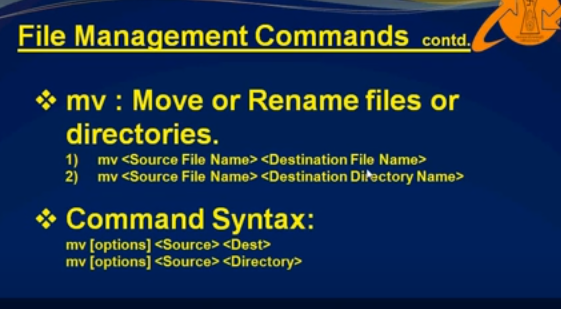 File Management Commands contd.
❖ mv : Move or Rename files or
directories.
1) mv <Source File Name> <Destination File Name>
2) mv <Source File Name> <Destination Directory Name>
❖ Command Syntax:
mv [options] <Source> <Dest>
mv [options] <Source> <Directory>